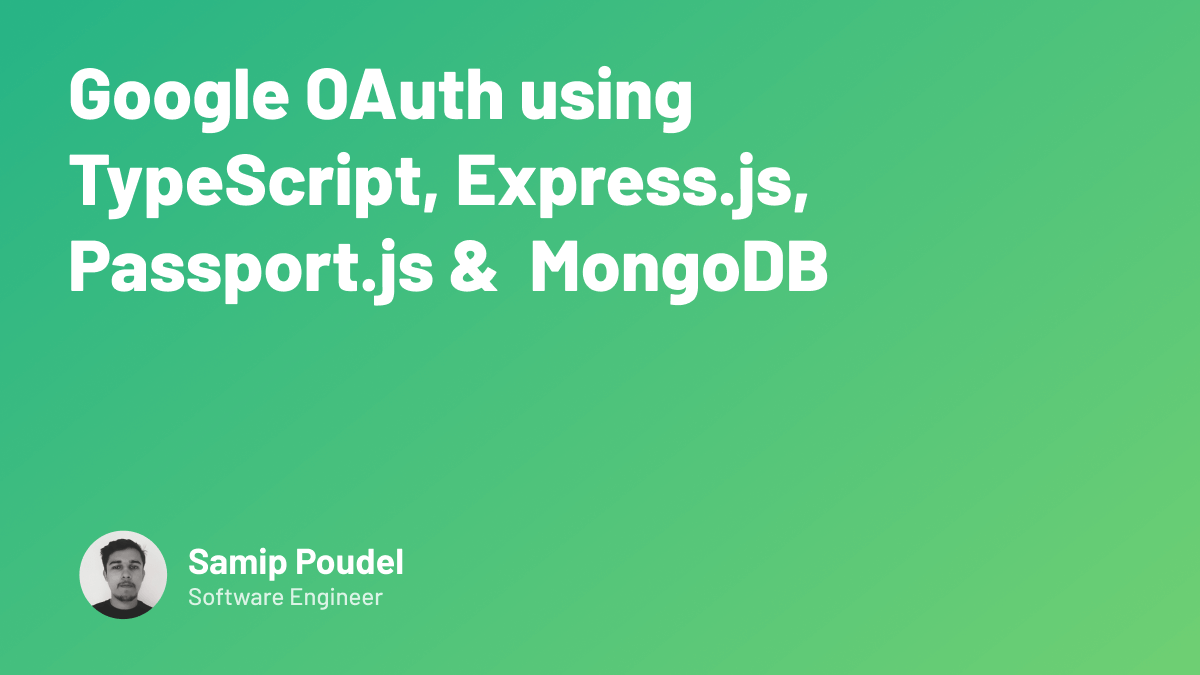 Google OAuth using
TypeScript, Express.js,
Passport.js &  MongoDB
Samip Poudel
Software Engineer